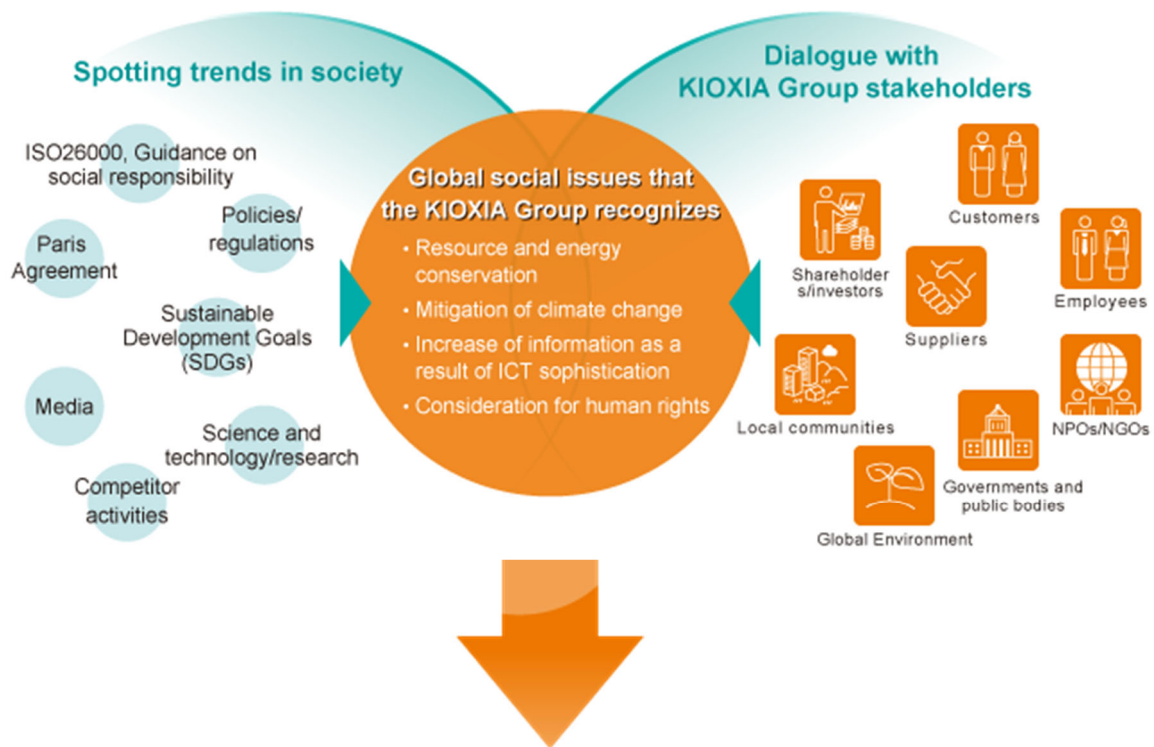 Spotting trends in society
ISO26000, Guidance on
social responsibility
Policies/
regulations
Paris
Agreement
Sustainable
Development Goals
(SDGs)
Media
Science and
technology/research
Competitor
activities
Global social issues that
the KIOXIA Group recognizes
• Resource and energy
conservation
• Mitigation of climate change
• Increase of information as a
result of ICT sophistication
• Consideration for human rights
Dialogue with
KIOXIA Group stakeholders
Customers
Shareholder
s/investors
Employees
Suppliers
Local communities
NPOs/NGOs
Governments and
public bodies
Global Environment